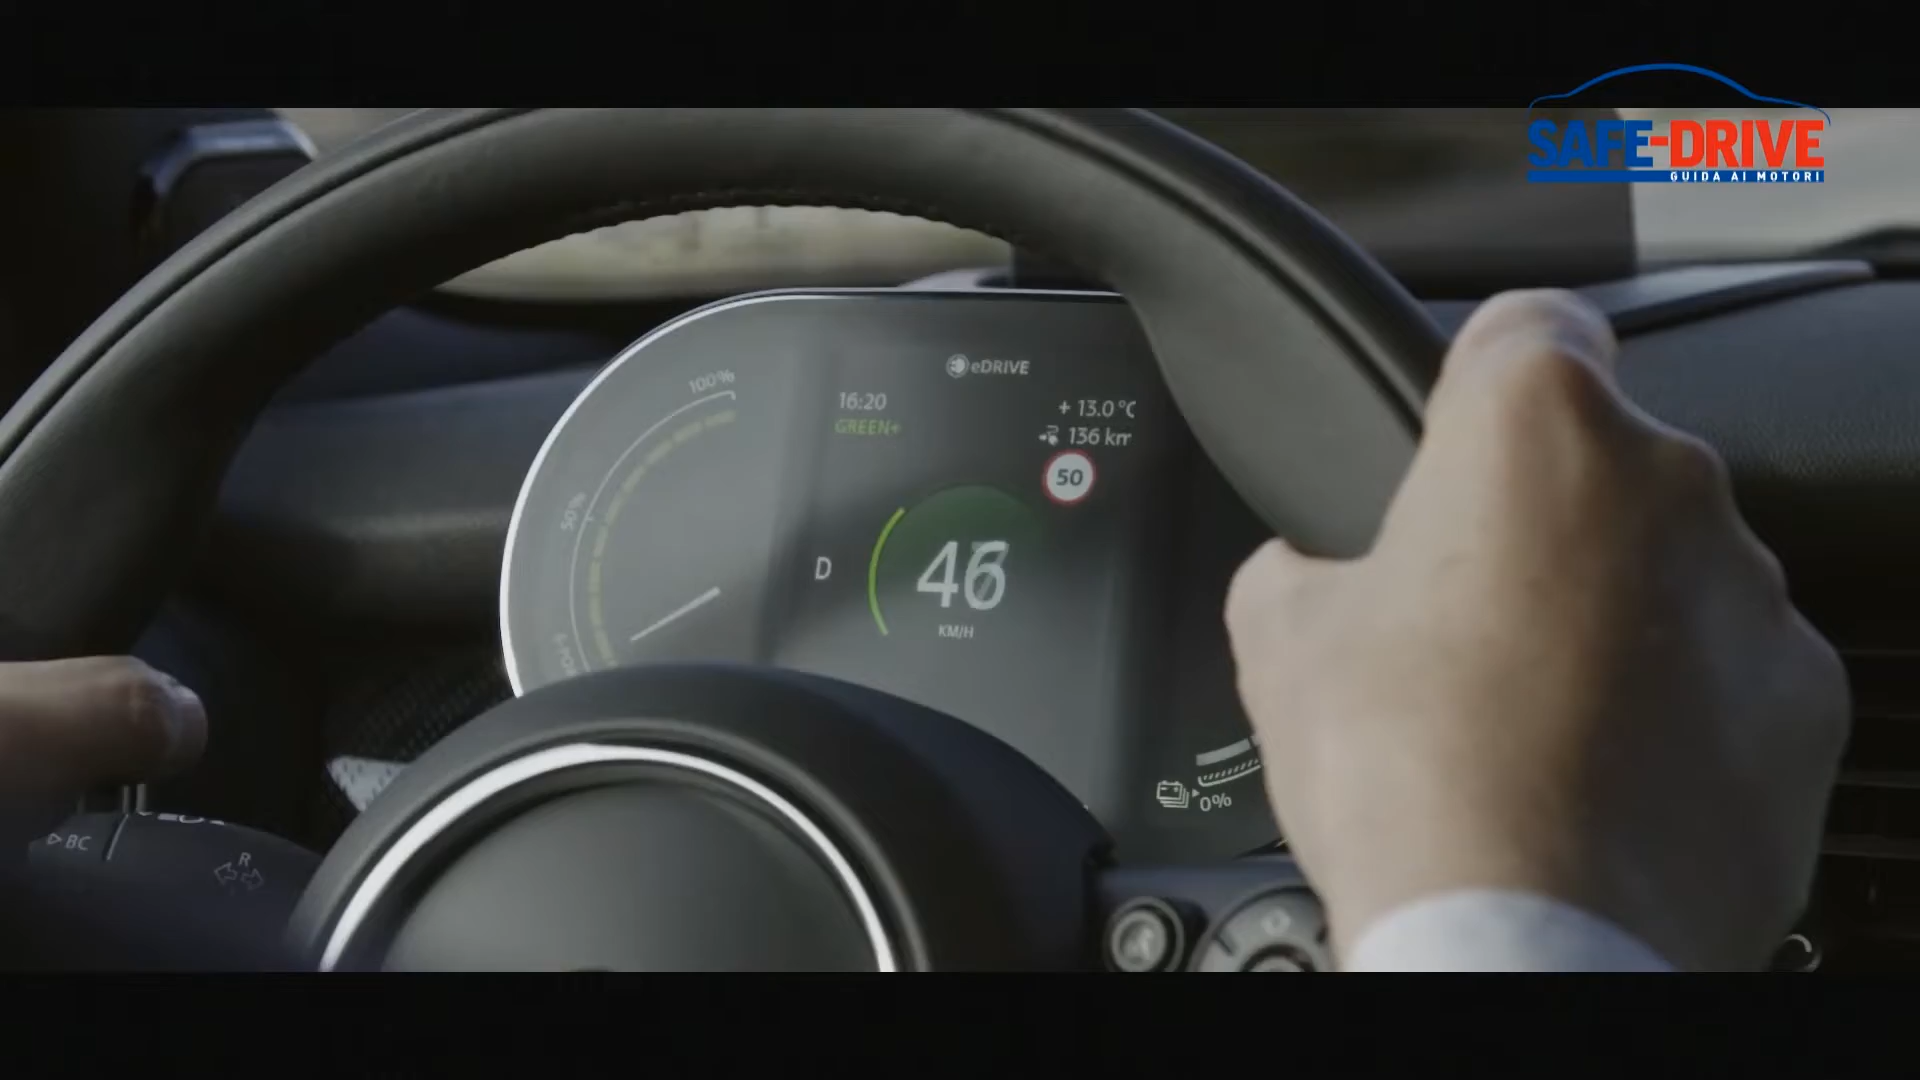 SAFE-DRIVE
GUIDA AI MOTORI
eDRIVE
100%
16:20
+ 13.0 °C
GREEN+
136 km
50
50%
D
KM/H
0%
BC
R